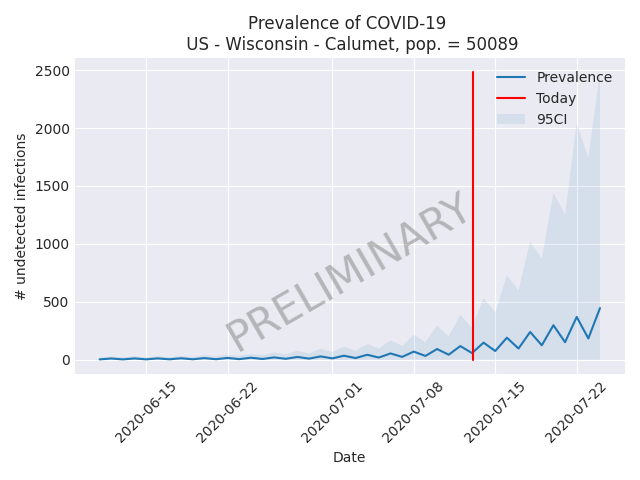 Prevalence of COVID-19
US - Wisconsin - Calumet, pop. = 50089
2500
2000
1500
1000
500
0
# undetected infections
Prevalence
Today
95CI
PRELIMINARY
2020-06-15
2020-06-22
2020-07-01
2020-07-08
2020-07-15
2020-07-22
Date